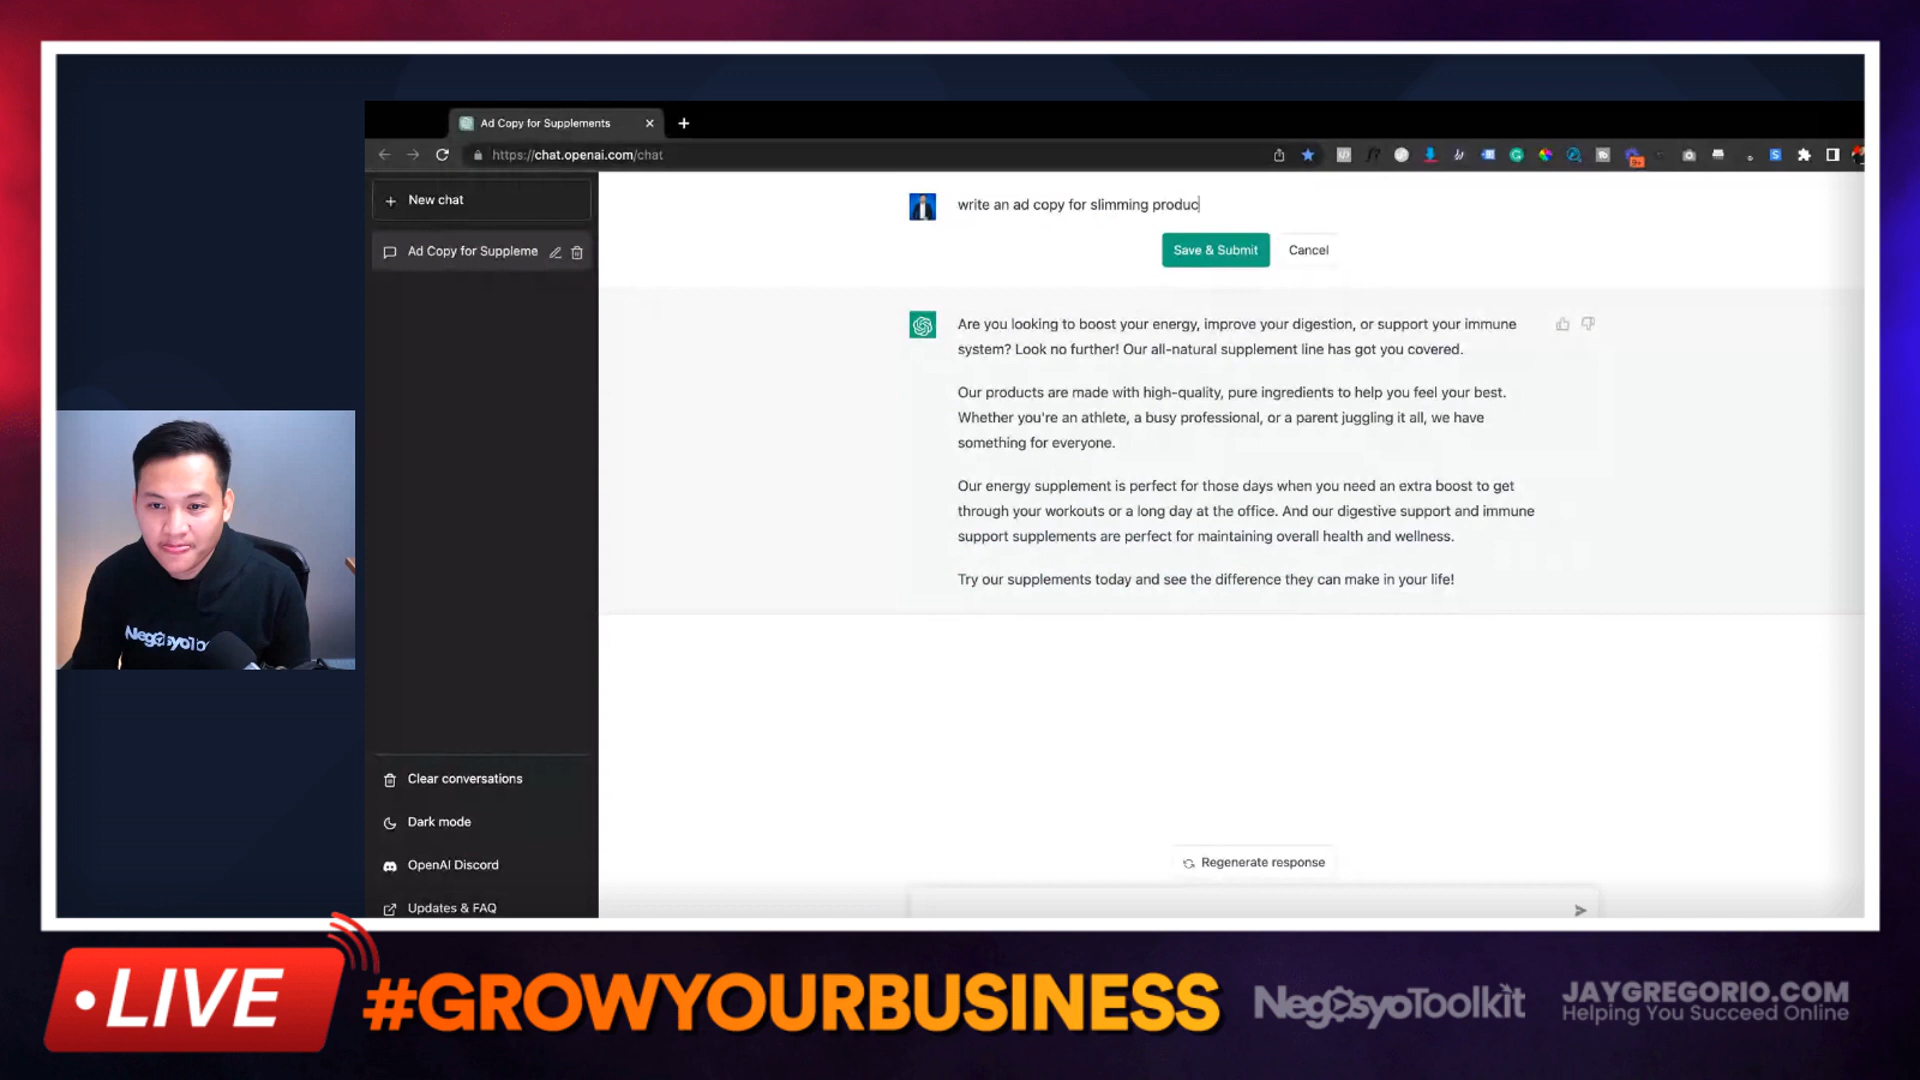 Ad Copy for Supplements
https://chat.openai.com/chat
9+
New chat
Ad Copy for Suppleme
write an ad copy for slimming produc
Save & Submit
Cancel
Are you looking to boost your energy, improve your digestion, or support your immune
system? Look no further! Our all-natural supplement line has got you covered.
Our products are made with high-quality, pure ingredients to help you feel your best.
Whether you're an athlete, a busy professional, or a parent juggling it all, we have
something for everyone.
Our energy supplement is perfect for those days when you need an extra boost to get
through your workouts or a long day at the office. And our digestive support and immune
support supplements are perfect for maintaining overall health and wellness.
Try our supplements today and see the difference they can make in your life!
NegosyoToo
Clear conversations
Dark mode
OpenAI Discord
Updates & FAQ
Regenerate response
LIVE
#GROWYOURBUSINESS
NegosyoToolkit
JAYGREGORIO.COM
Helping You Succeed Online